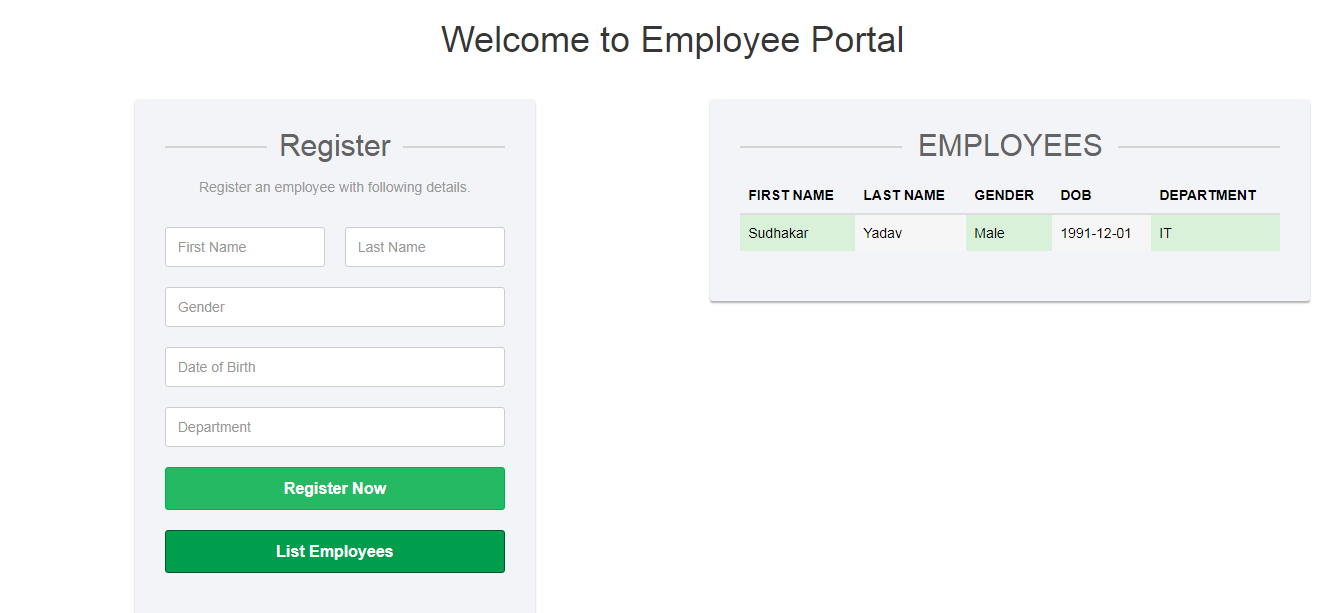 Welcome to Employee Portal
Register
Register an employee with following details.
First Name Last Name
Gender
Date of Birth
Department
Register Now
List Employees
EMPLOYEES
FIRST NAME LAST NAME GENDER DOB DEPARTMENT
Sudhakar Yadav Male 1991-12-01 IT